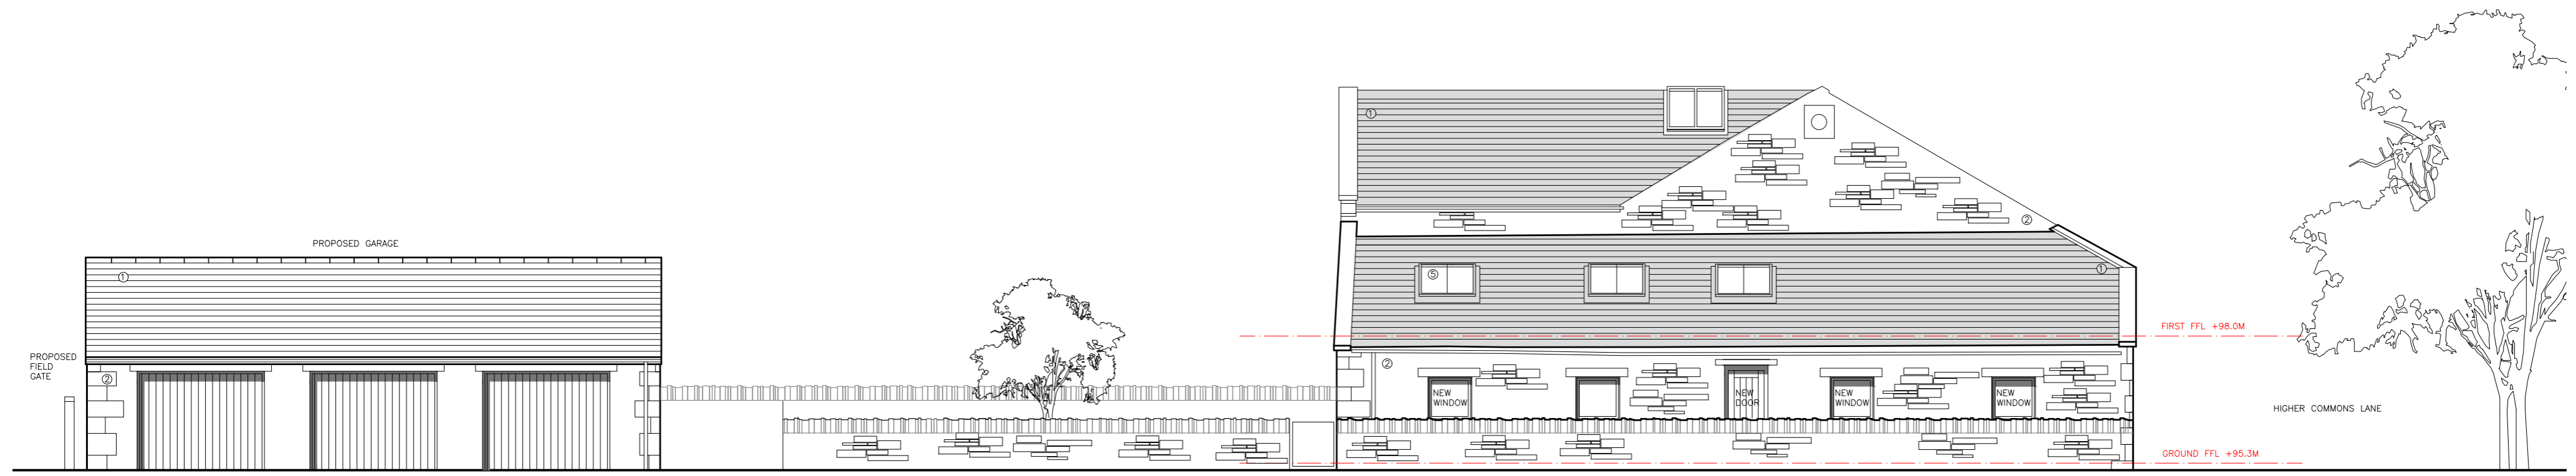 PROPOSED GARAGE
①
PROPOSED
FIELD
GATE
②
①
②
⑤
①
FIRST FFL +98.0M
②
NEW
WINDOW
NEW
DOOR
NEW
WINDOW
NEW
WINDOW
HIGHER COMMONS LANE
GROUND FFL +95.3M